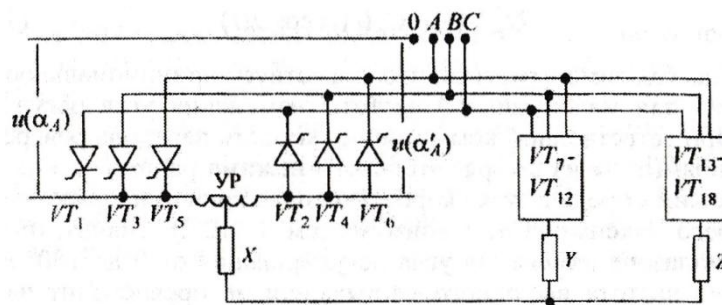 0 A B C
u(α_A)
u(α'_A)
VT₇-
VT₁₂
VT₁₃-
VT₁₈
УР
VT₁ VT₃ VT₅ VT₂ VT₄ VT₆
X
Y
Z